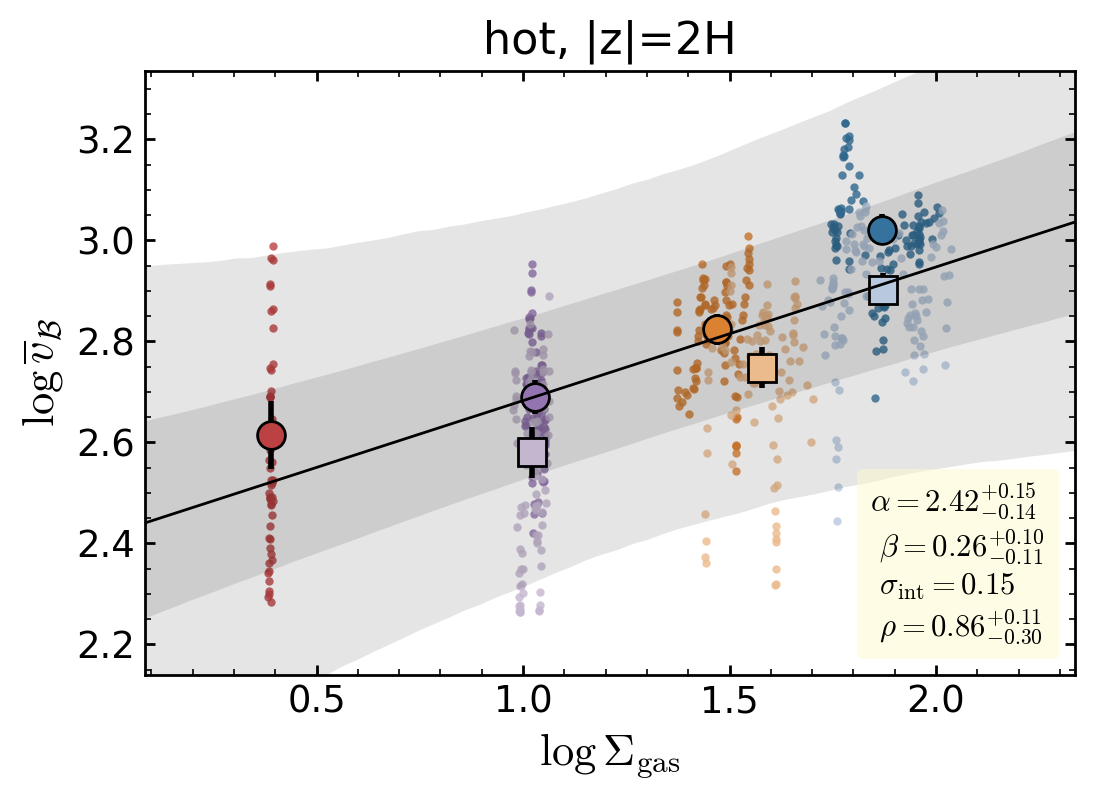 hot, |z|=2H
3.2
3.0
2.8
2.6
2.4
2.2
log v̅_ℬ
α = 2.42^{+0.15}_{−0.14}
β = 0.26^{+0.10}_{−0.11}
σ_int = 0.15
ρ = 0.86^{+0.11}_{−0.30}
0.5 1.0 1.5 2.0
log Σ_gas